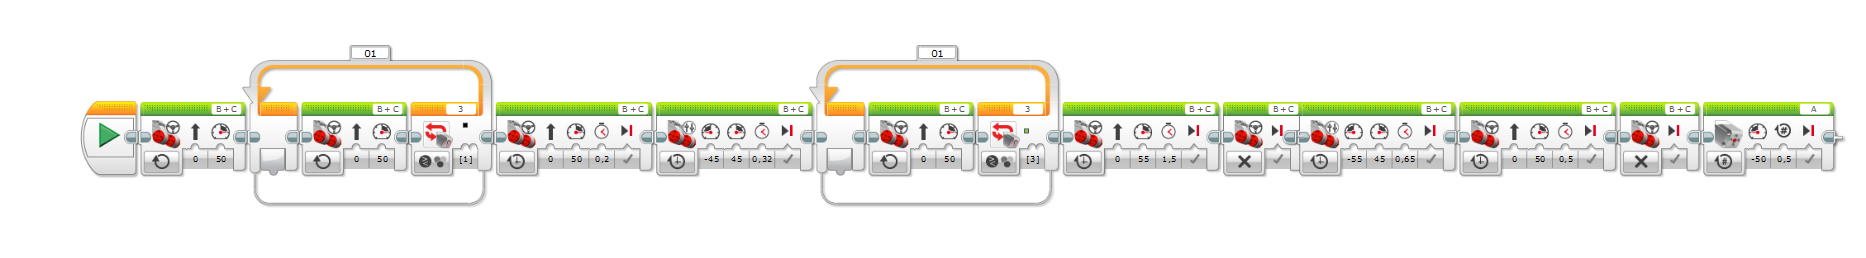 01
01
B + C
B + C
3
B + C
B + C
B + C
3
B + C
B + C
B + C
B + C
B + C
A
0 50
0 50
[1]
0 50 0,2
-45 45 0,32
0 50
[3]
0 55 1,5
-55 45 0,65
0 50 0,5
-50 0,5